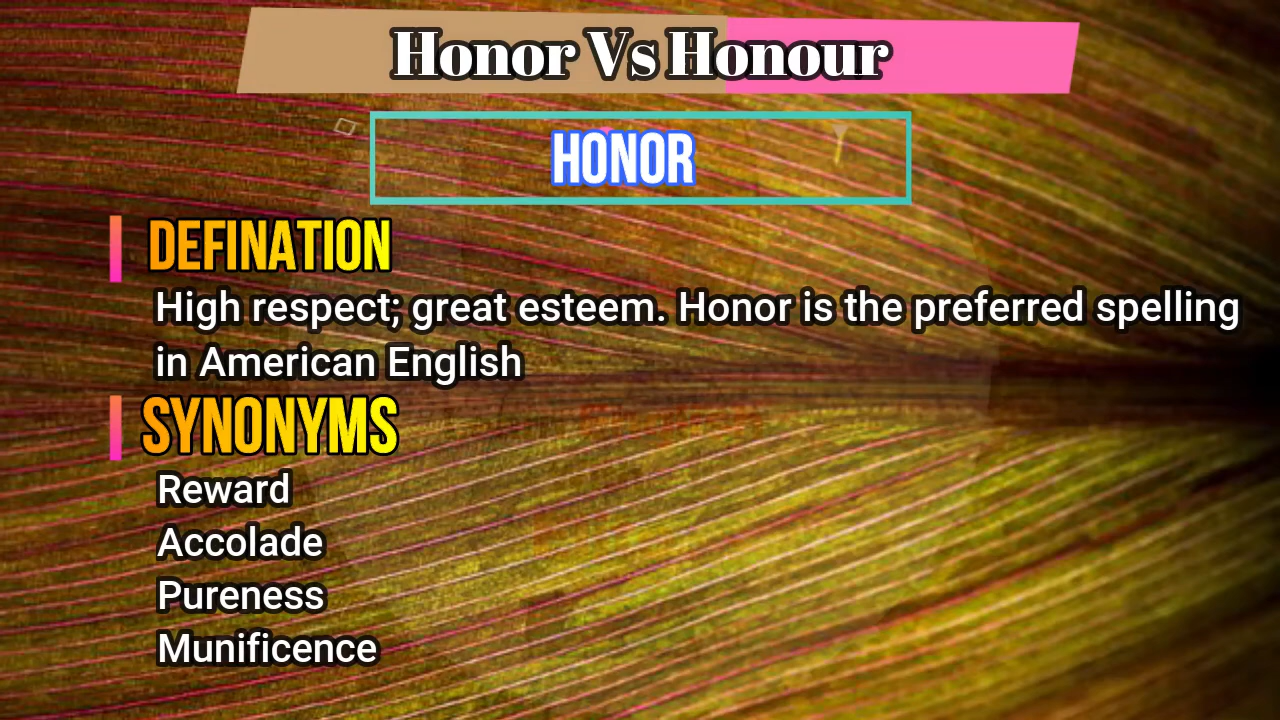 Honor Vs Honour
HONOR
DEFINATION
High respect; great esteem. Honor is the preferred spelling
in American English
SYNONYMS
Reward
Accolade
Pureness
Munificence